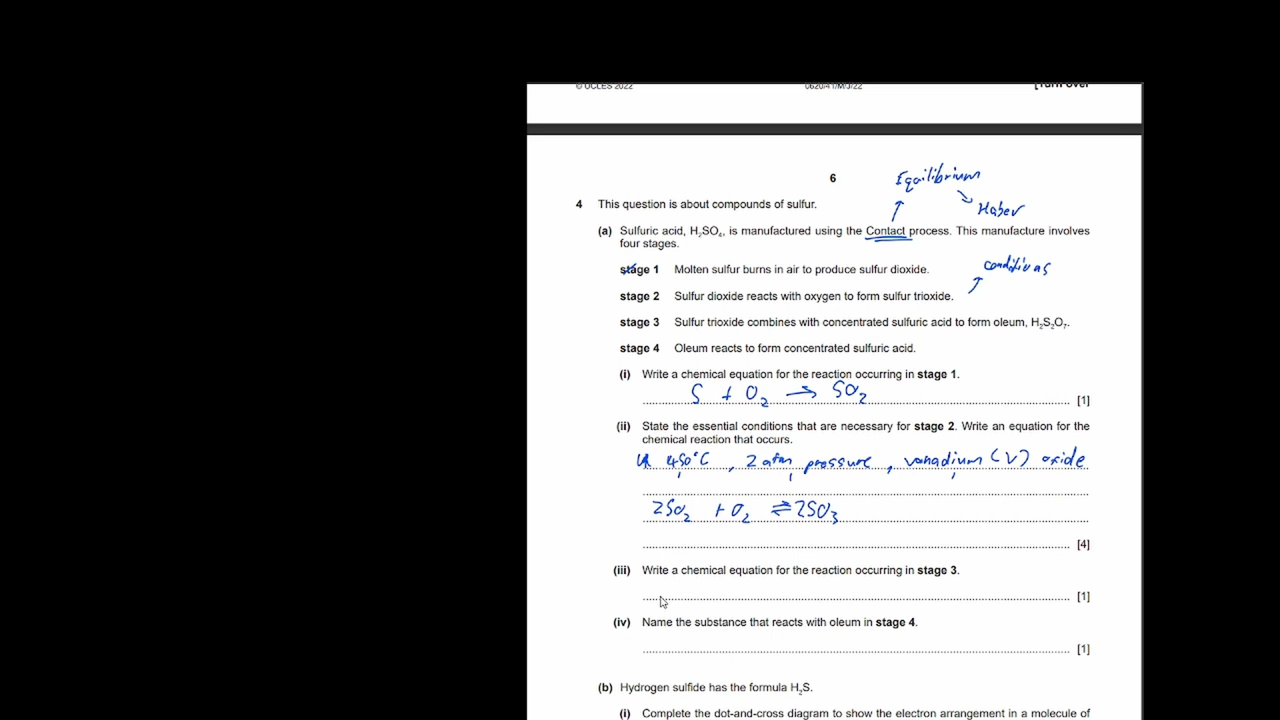 © UCLES 2022 0620/41/M/J/22 [Turn over
6
Equilibrium
Haber
4 This question is about compounds of sulfur.
(a) Sulfuric acid, H₂SO₄, is manufactured using the Contact process. This manufacture involves
four stages.
conditions
stage 1 Molten sulfur burns in air to produce sulfur dioxide.
stage 2 Sulfur dioxide reacts with oxygen to form sulfur trioxide.
stage 3 Sulfur trioxide combines with concentrated sulfuric acid to form oleum, H₂S₂O₇.
stage 4 Oleum reacts to form concentrated sulfuric acid.
(i) Write a chemical equation for the reaction occurring in stage 1.
S + O₂ → SO₂
[1]
(ii) State the essential conditions that are necessary for stage 2. Write an equation for the
chemical reaction that occurs.
450°C, 2 atm pressure, vanadium (V) oxide
2SO₂ + O₂ ⇌ 2SO₃
[4]
(iii) Write a chemical equation for the reaction occurring in stage 3.
[1]
(iv) Name the substance that reacts with oleum in stage 4.
[1]
(b) Hydrogen sulfide has the formula H₂S.
(i) Complete the dot-and-cross diagram to show the electron arrangement in a molecule of